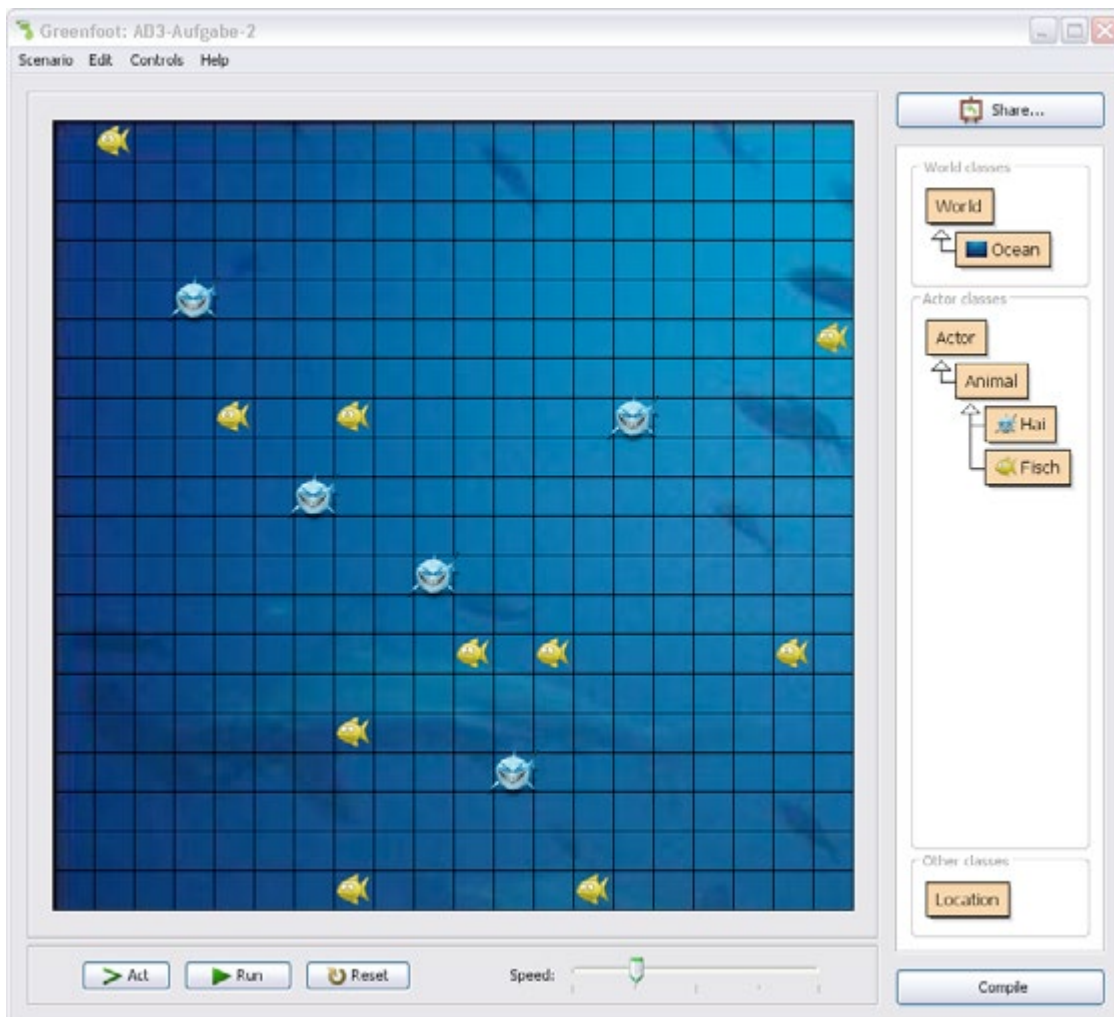 Greenfoot: AB3-Aufgabe-2
Scenario Edit Controls Help
Share...
World classes
World
Ocean
Actor classes
Actor
Animal
Hai
Fisch
Other classes
Location
Act Run Reset Speed:
Compile